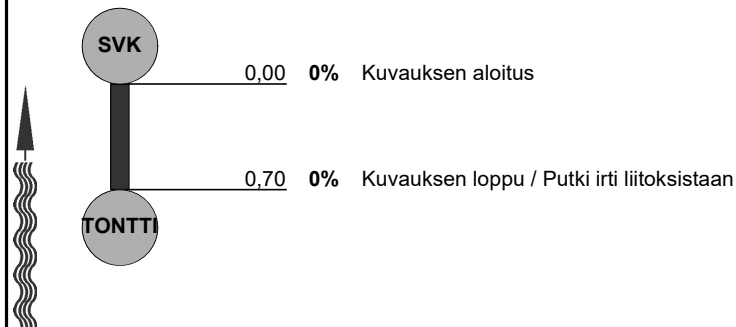 SVK
0,00 0% Kuvauksen aloitus
0,70 0% Kuvauksen loppu / Putki irti liitoksistaan
TONTTI